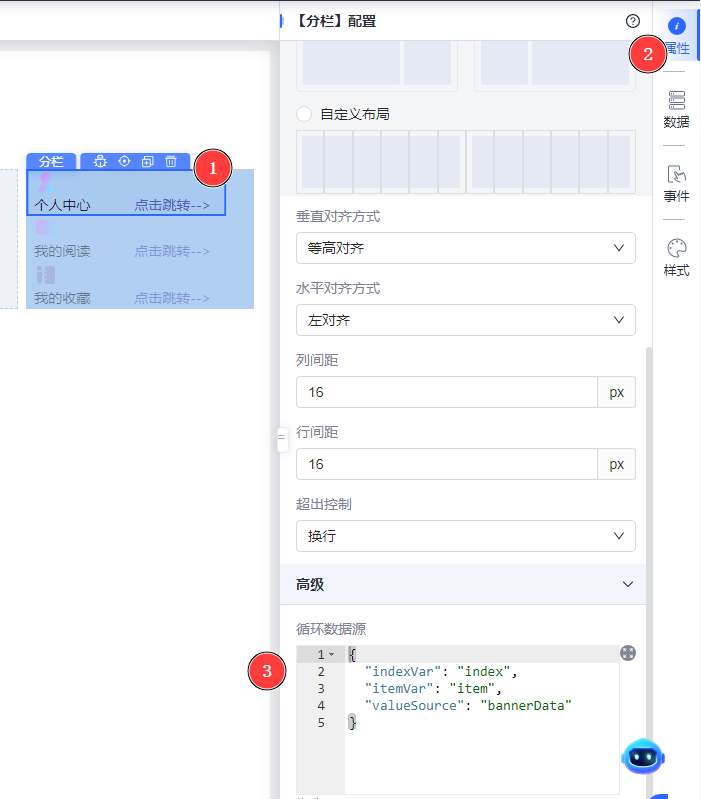 【分栏】配置
属性
2
自定义布局
数据
分栏
1
个人中心 点击跳转-->
我的阅读 点击跳转-->
我的收藏 点击跳转-->
事件
样式
垂直对齐方式
等高对齐
水平对齐方式
左对齐
列间距
16 px
行间距
16 px
超出控制
换行
高级
循环数据源
3
1 {
2 "indexVar": "index",
3 "itemVar": "item",
4 "valueSource": "bannerData"
5 }